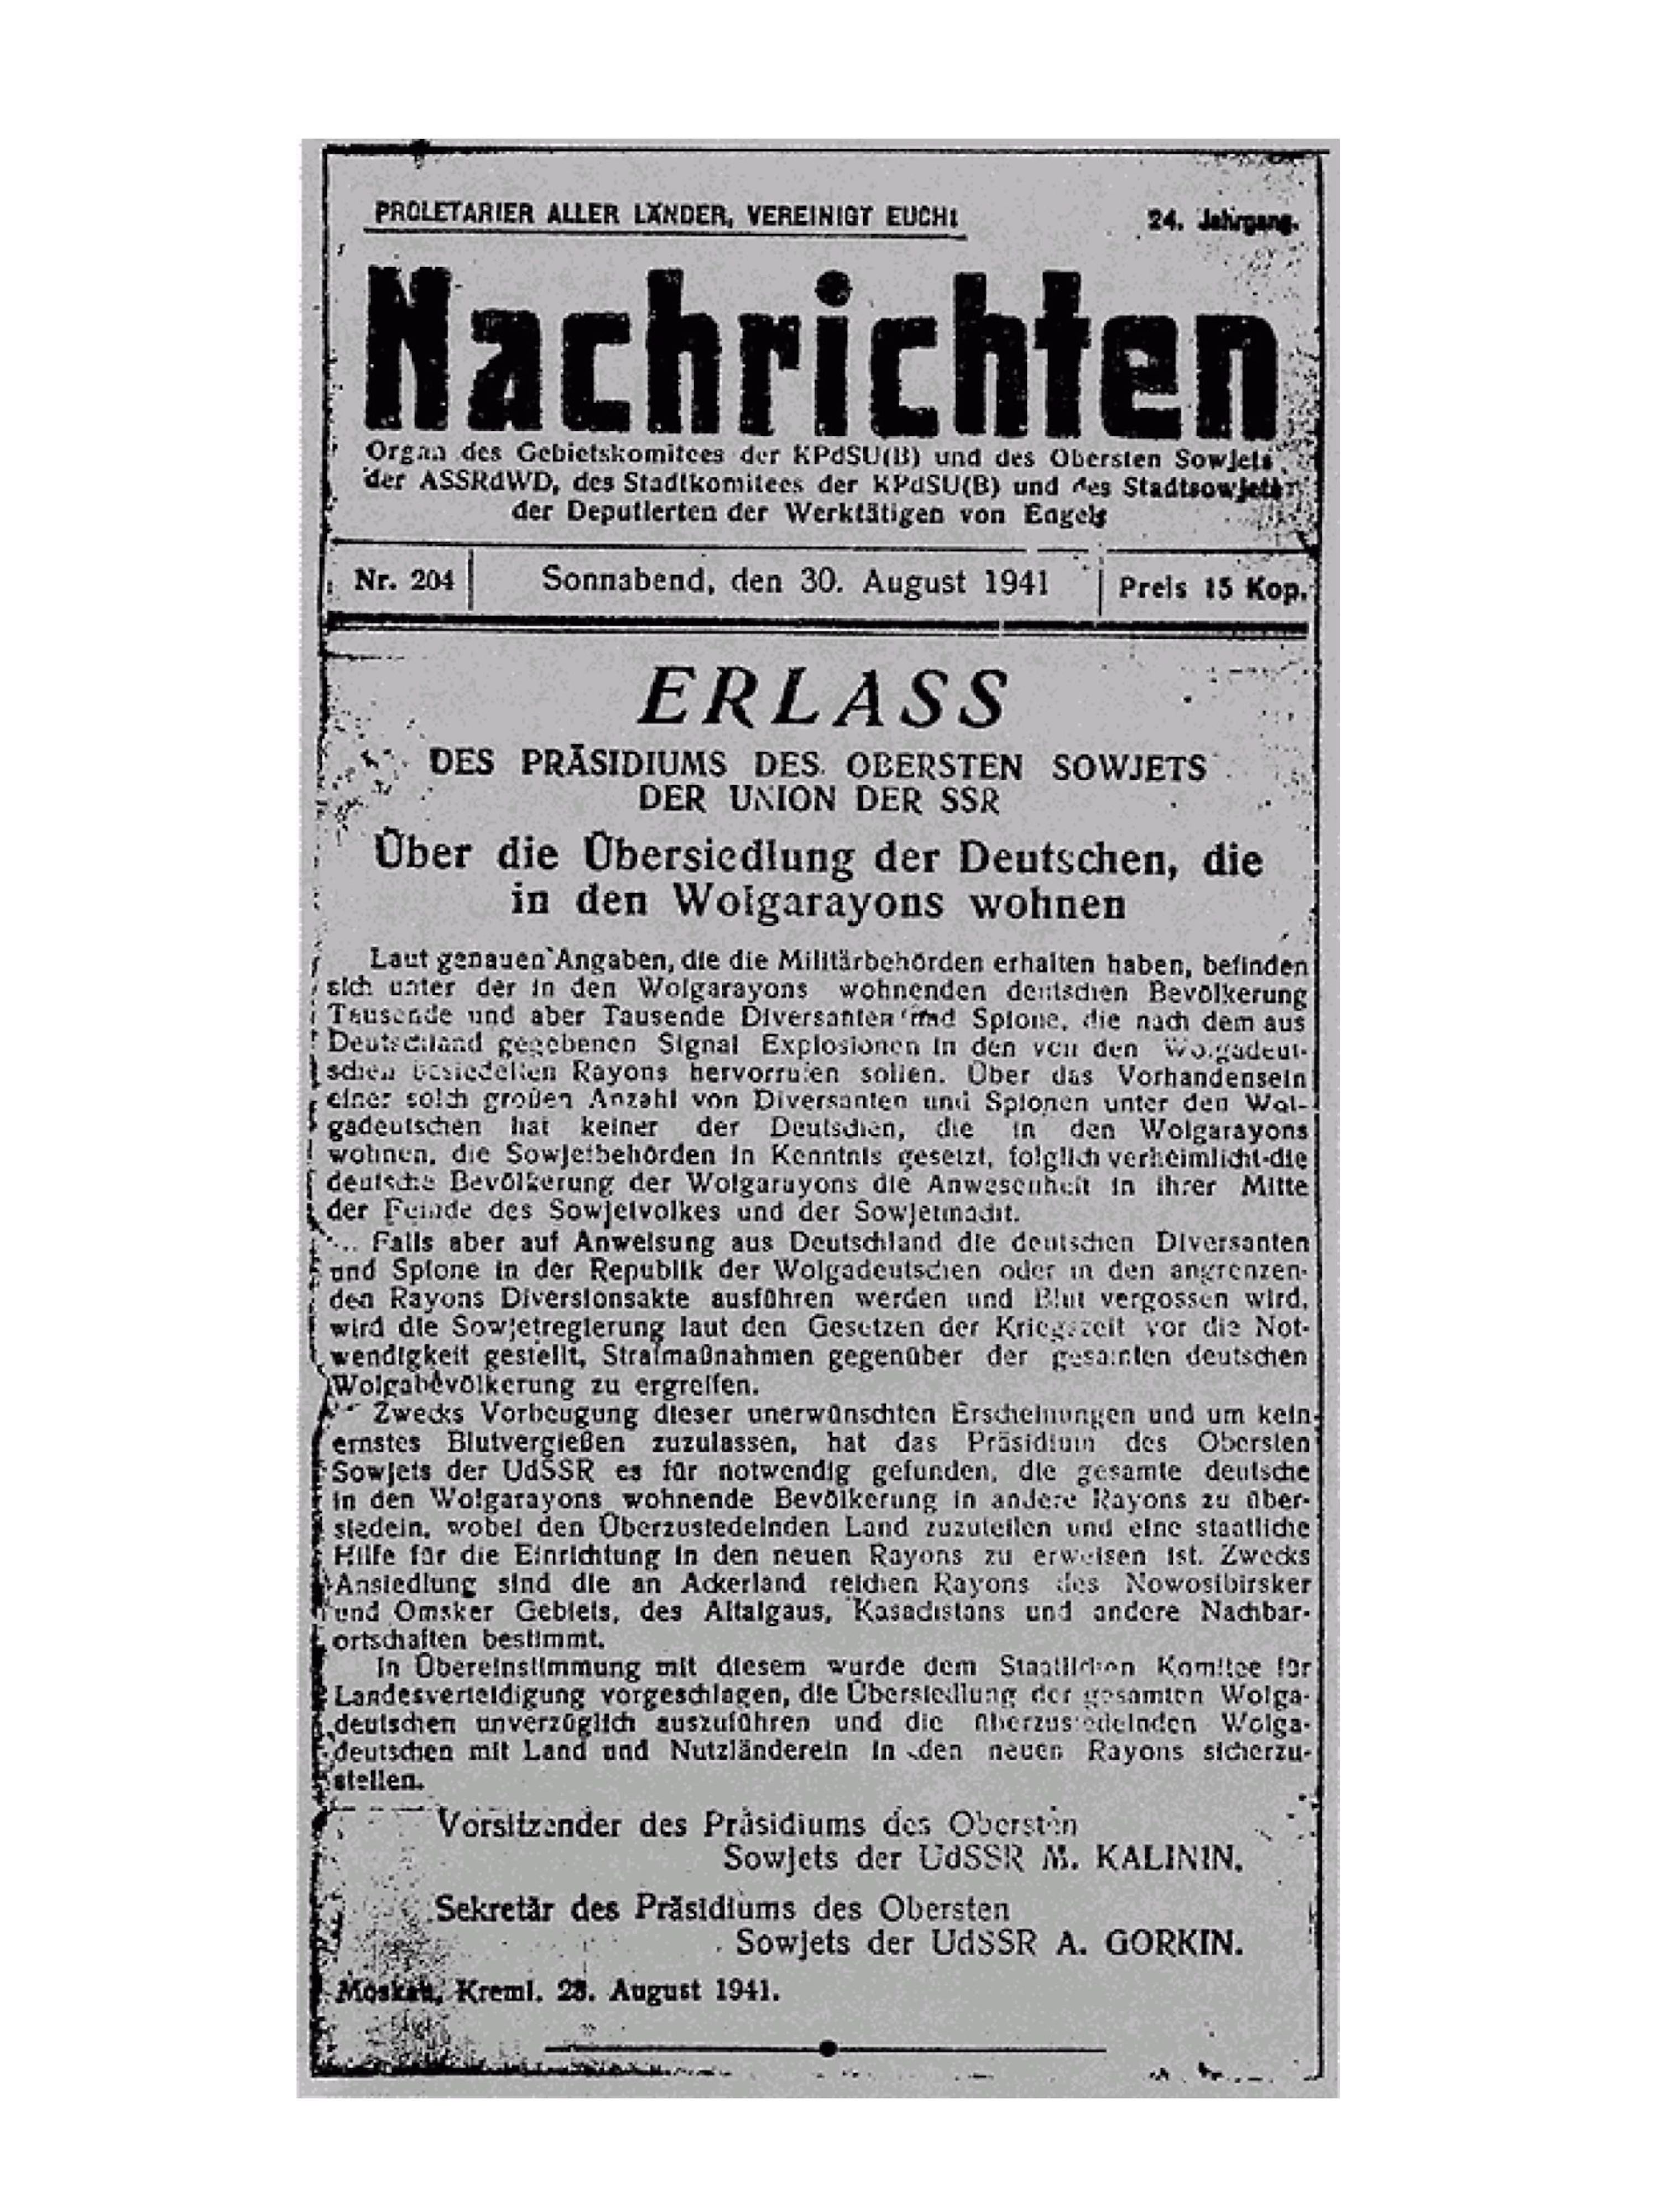 PROLETARIER ALLER LÄNDER, VEREINIGT EUCH!
24. Jahrgang.
Nachrichten
Organ des Gebietskomitees der KPdSU(B) und des Obersten Sowjets
der ASSRdWD, des Stadtkomitees der KPdSU(B) und des Stadtsowjets
der Deputierten der Werktätigen von Engels
Nr. 204
Sonnabend, den 30. August 1941
Preis 15 Kop.
ERLASS
DES PRÄSIDIUMS DES OBERSTEN SOWJETS
DER UNION DER SSR
Über die Übersiedlung der Deutschen, die
in den Wolgarayons wohnen
Laut genauen Angaben, die die Militärbehörden erhalten haben, befinden
sich unter der in den Wolgarayons wohnenden deutschen Bevölkerung
Tausende und aber Tausende Diversanten und Spione, die nach dem aus
Deutschland gegebenen Signal Explosionen in den von den Wolgadeut-
schen besiedelten Rayons hervorrufen sollen. Über das Vorhandensein
einer solch großen Anzahl von Diversanten und Spionen unter den Wol-
gadeutschen hat keiner der Deutschen, die in den Wolgarayons
wohnen, die Sowjetbehörden in Kenntnis gesetzt, folglich verheimlicht die
deutsche Bevölkerung der Wolgarayons die Anwesenheit in ihrer Mitte
der Feinde des Sowjetvolkes und der Sowjetmacht.
Falls aber auf Anweisung aus Deutschland die deutschen Diversanten
und Spione in der Republik der Wolgadeutschen oder in den angrenzen-
den Rayons Diversionsakte ausführen werden und Blut vergossen wird,
wird die Sowjetregierung laut den Gesetzen der Kriegszeit vor die Not-
wendigkeit gestellt, Strafmaßnahmen gegenüber der gesamten deutschen
Wolgabevölkerung zu ergreifen.
Zwecks Vorbeugung dieser unerwünschten Erscheinungen und um kein
ernstes Blutvergießen zuzulassen, hat das Präsidium des Obersten
Sowjets der UdSSR es für notwendig gefunden, die gesamte deutsche
in den Wolgarayons wohnende Bevölkerung in andere Rayons zu über-
siedeln, wobei den Überzusiedelnden Land zuzuteilen und eine staatliche
Hilfe für die Einrichtung in den neuen Rayons zu erweisen ist. Zwecks
Ansiedlung sind die an Ackerland reichen Rayons des Nowosibirsker
und Omsker Gebiets, des Altaigaus, Kasachstans und andere Nachbar-
ortschaften bestimmt.
In Übereinstimmung mit diesem wurde dem Staatlichen Komitee für
Landesverteidigung vorgeschlagen, die Übersiedlung der gesamten Wolga-
deutschen unverzüglich auszuführen und die überzusiedelnden Wolga-
deutschen mit Land und Nutzländerein in den neuen Rayons sicherzu-
stellen.
Vorsitzender des Präsidiums des Obersten
Sowjets der UdSSR M. KALININ.
Sekretär des Präsidiums des Obersten
Sowjets der UdSSR A. GORKIN.
Moskau, Kreml. 28. August 1941.